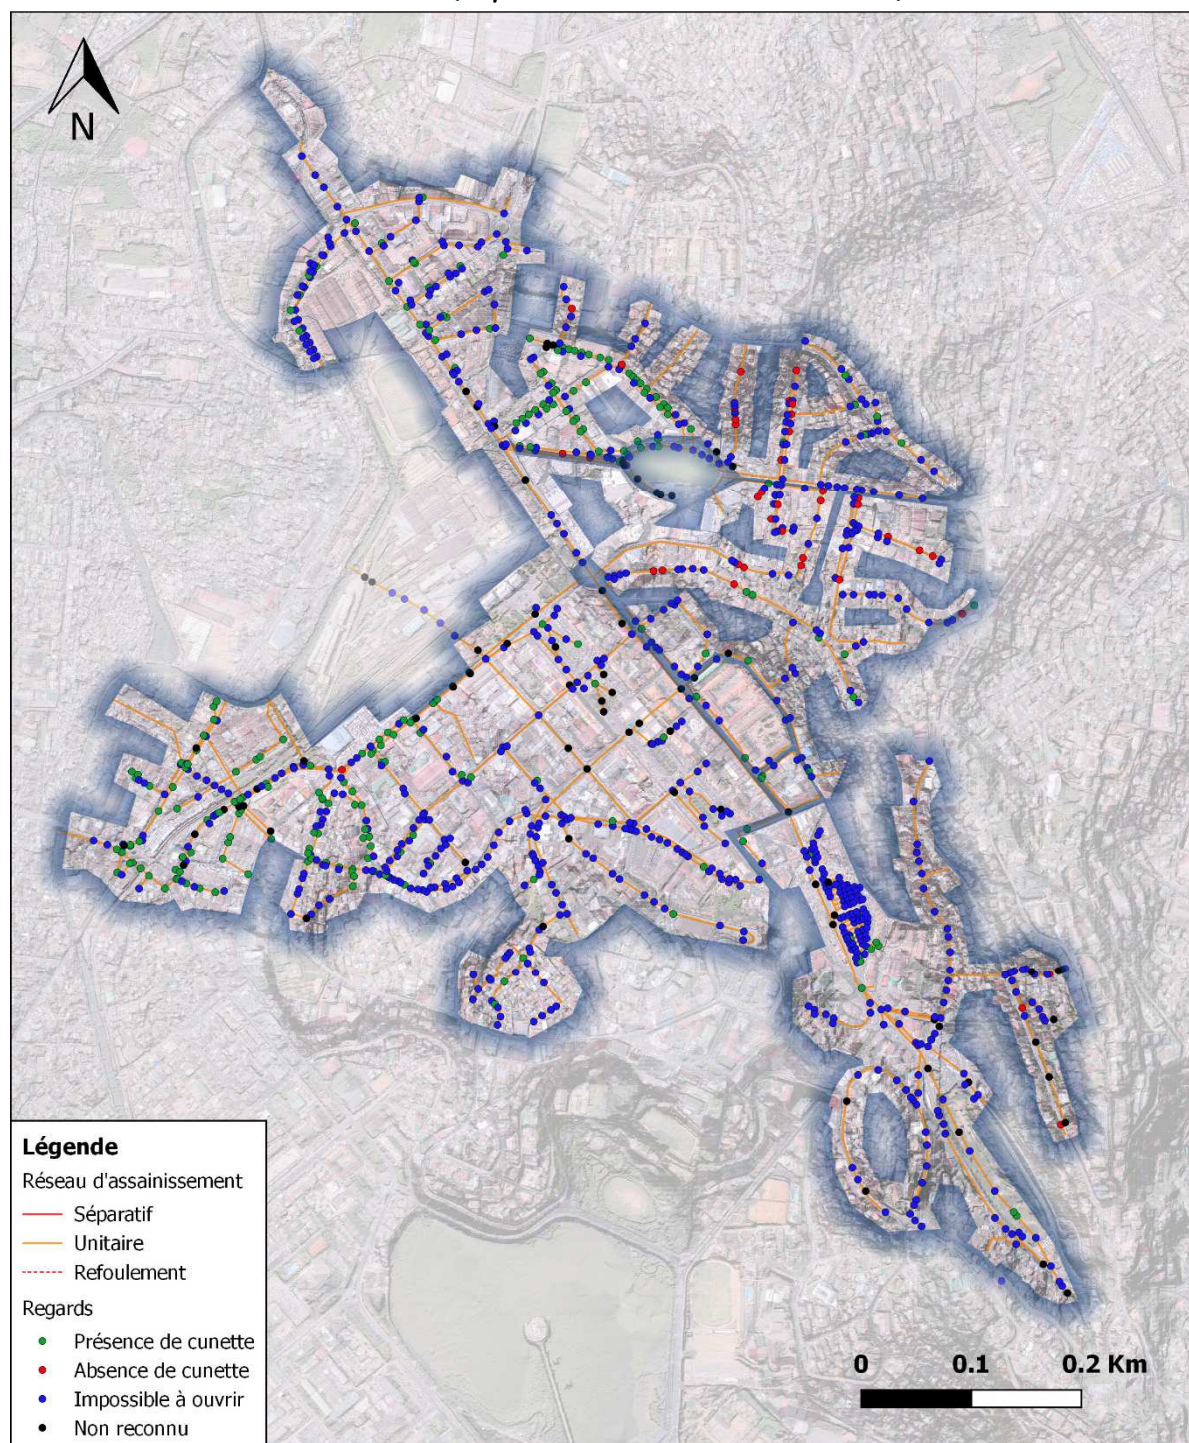 N
Légende
Réseau d'assainissement
Séparatif
Unitaire
Refoulement
Regards
Présence de cunette
Absence de cunette
Impossible à ouvrir
Non reconnu
0 0.1 0.2 Km